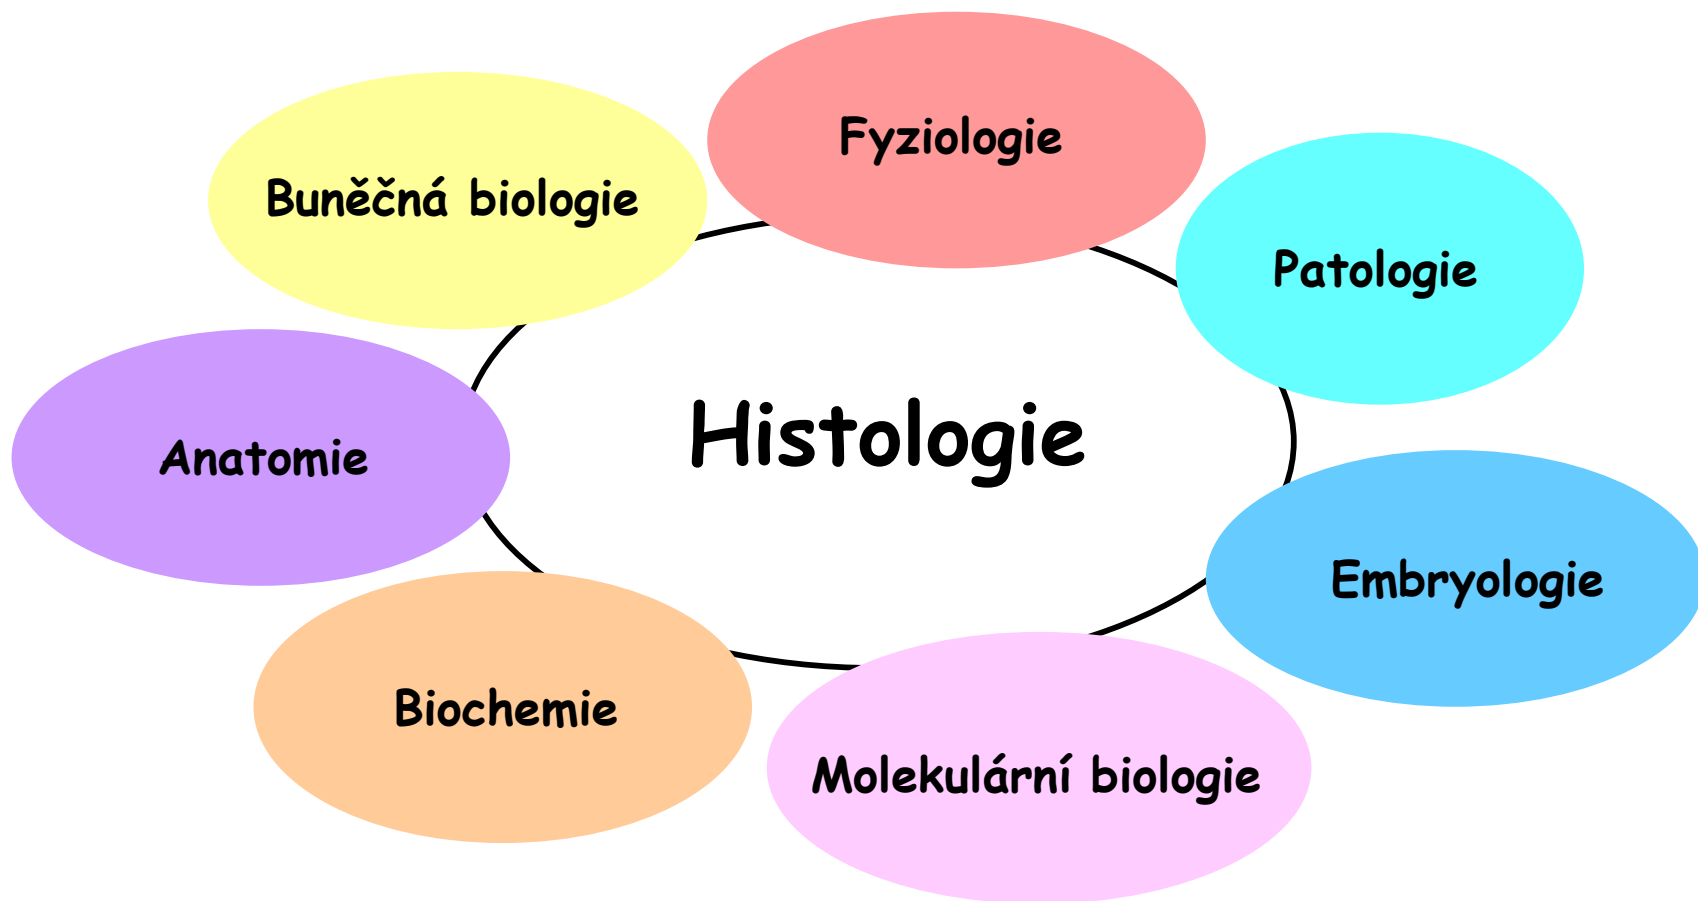 Fyziologie
Buněčná biologie
Patologie
Histologie
Anatomie
Embryologie
Biochemie
Molekulární biologie